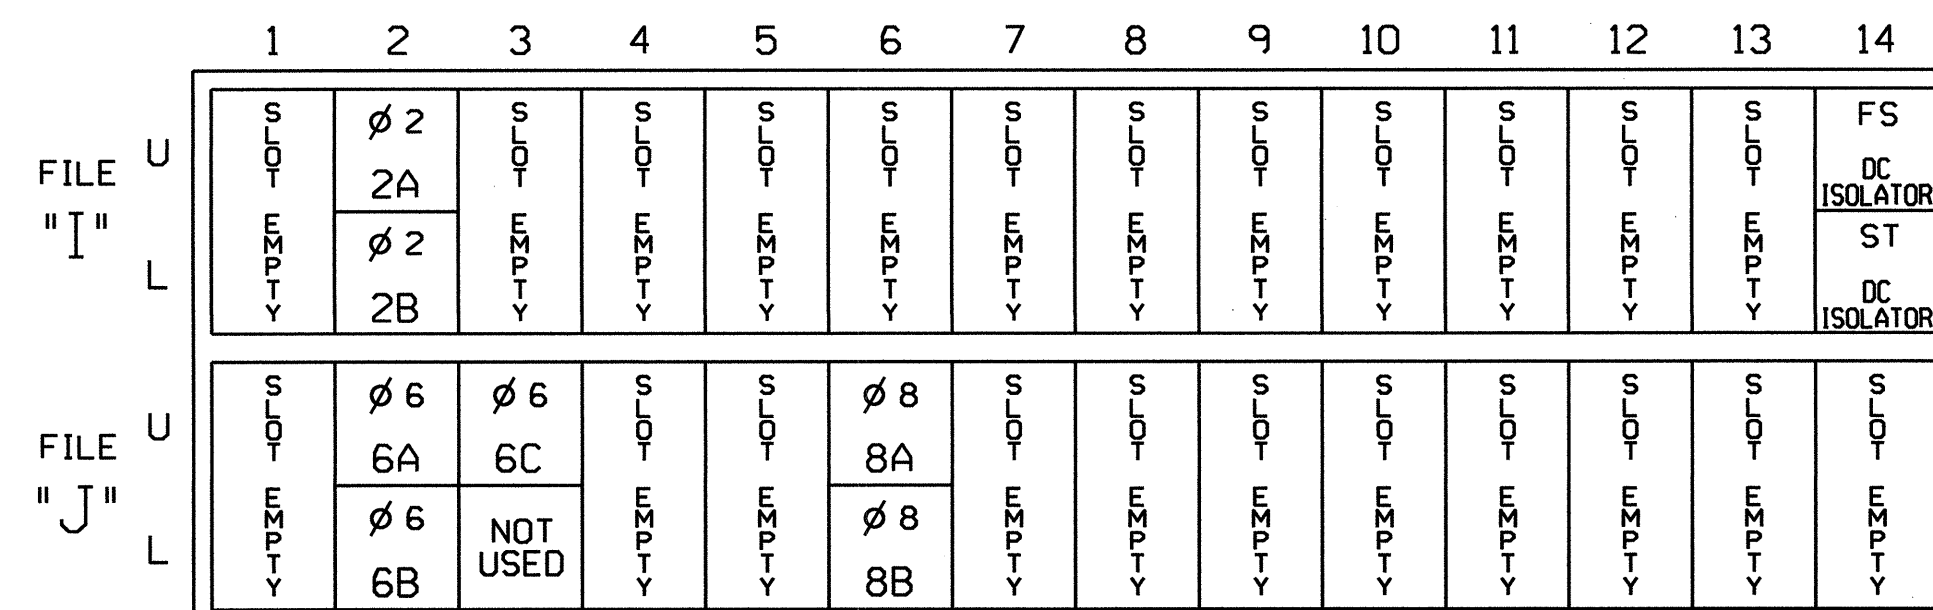 1 2 3 4 5 6 7 8 9 10 11 12 13 14
FILE "I"
U
L
SLOT EMPTY
Ø 2
2A
Ø 2
2B
SLOT EMPTY
SLOT EMPTY
SLOT EMPTY
SLOT EMPTY
SLOT EMPTY
SLOT EMPTY
SLOT EMPTY
SLOT EMPTY
SLOT EMPTY
SLOT EMPTY
SLOT EMPTY
FS
DC
ISOLATOR
ST
DC
ISOLATOR
FILE "J"
U
L
SLOT EMPTY
Ø 6
6A
Ø 6
6B
Ø 6
6C
NOT
USED
SLOT EMPTY
SLOT EMPTY
Ø 8
8A
Ø 8
8B
SLOT EMPTY
SLOT EMPTY
SLOT EMPTY
SLOT EMPTY
SLOT EMPTY
SLOT EMPTY
SLOT EMPTY
SLOT EMPTY